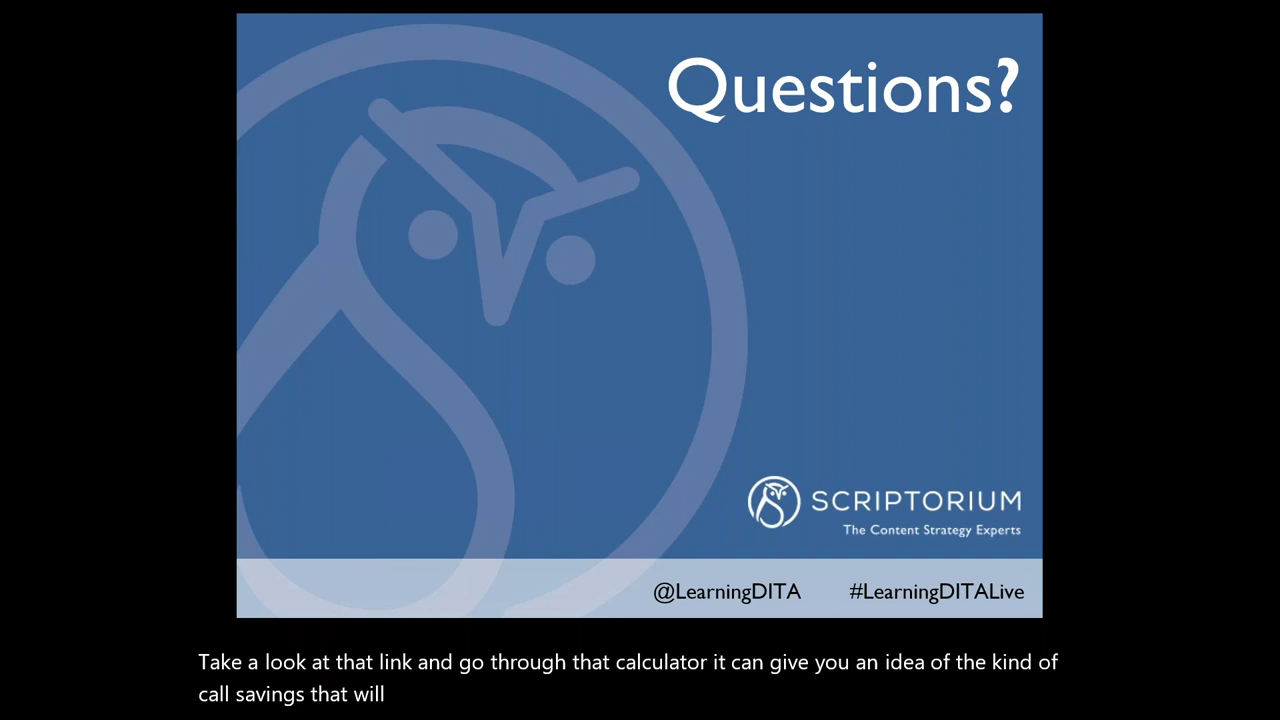 Questions?
SCRIPTORIUM
The Content Strategy Experts
@LearningDITA #LearningDITALive
Take a look at that link and go through that calculator it can give you an idea of the kind of
call savings that will